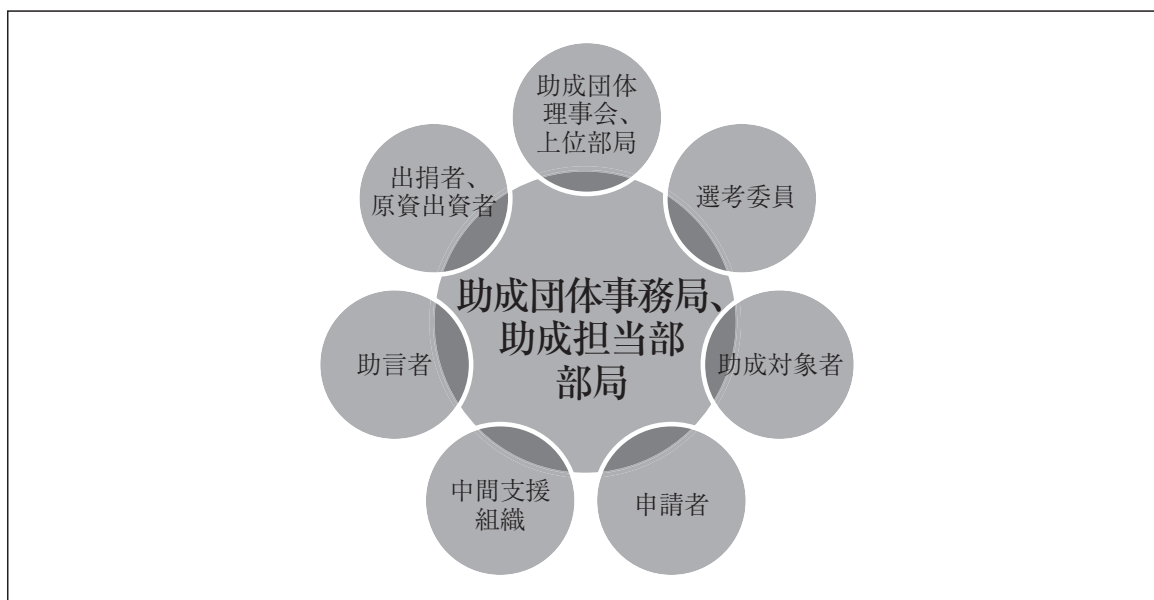 助成団体
理事会、
上位部局
出捐者、
原資出資者
選考委員
助成団体事務局、
助成担当部
部局
助言者
助成対象者
中間支援
組織
申請者